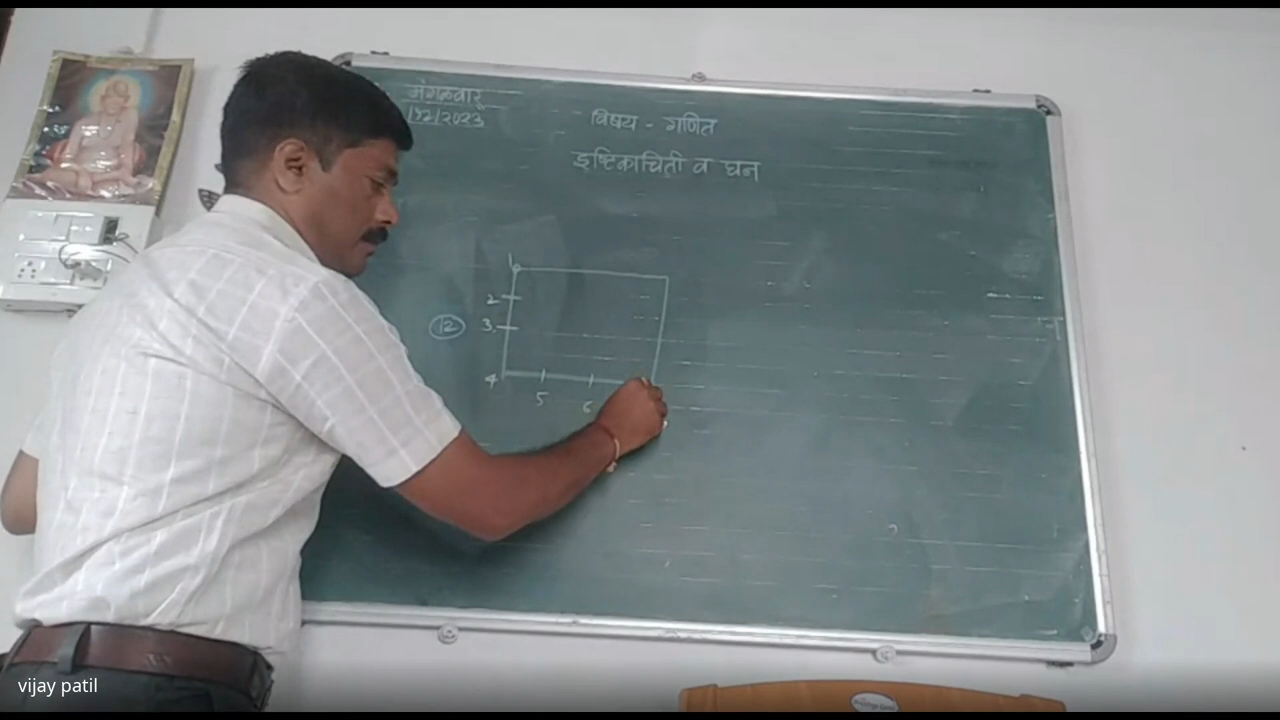 मंगळवार
/12/2023
विषय - गणित
इष्टिकाचिती व घन
1
2
12
3
4
5
6
vijay patil